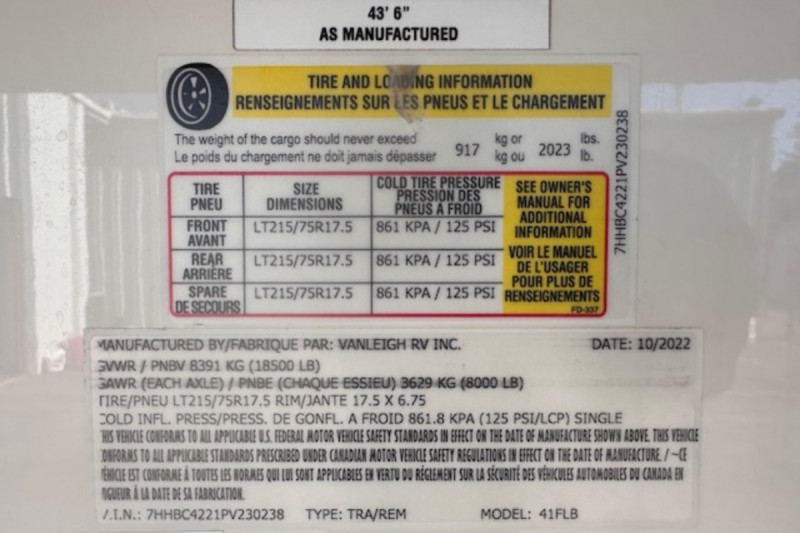 43' 6"
AS MANUFACTURED
TIRE AND LOADING INFORMATION
RENSEIGNEMENTS SUR LES PNEUS ET LE CHARGEMENT
The weight of the cargo should never exceed 917 kg or 2023 lbs.
Le poids du chargement ne doit jamais dépasser kg ou lb.
TIRE PNEU
SIZE DIMENSIONS
COLD TIRE PRESSURE PRESSION DES PNEUS A FROID
FRONT AVANT LT215/75R17.5 861 KPA / 125 PSI
REAR ARRIÈRE LT215/75R17.5 861 KPA / 125 PSI
SPARE DE SECOURS LT215/75R17.5 861 KPA / 125 PSI
SEE OWNER'S
MANUAL FOR
ADDITIONAL
INFORMATION
VOIR LE MANUEL
DE L'USAGER
POUR PLUS DE
RENSEIGNEMENTS
FD-337
7HHBC4221PV230238
MANUFACTURED BY/FABRIQUE PAR: VANLEIGH RV INC. DATE: 10/2022
GVWR / PNBV 8391 KG (18500 LB)
GAWR (EACH AXLE) / PNBE (CHAQUE ESSIEU) 3629 KG (8000 LB)
TIRE/PNEU LT215/75R17.5 RIM/JANTE 17.5 X 6.75
COLD INFL. PRESS/PRESS. DE GONFL. A FROID 861.8 KPA (125 PSI/LCP) SINGLE
THIS VEHICLE CONFORMS TO ALL APPLICABLE U.S. FEDERAL MOTOR VEHICLE SAFETY STANDARDS IN EFFECT ON THE DATE OF MANUFACTURE SHOWN ABOVE. THIS VEHICLE
ONFORMS TO ALL APPLICABLE STANDARDS PRESCRIBED UNDER CANADIAN MOTOR VEHICLE SAFETY REGULATIONS IN EFFECT ON THE DATE OF MANUFACTURE. / ~CE
ÉHICLE EST CONFORME À TOUTES LES NORMES QUI LUI SONT APPLICABLES EN VERTU DU RÉGLEMENT SUR LA SÉCURITÉ DES VÉHICULES AUTOMOBILES DU CANADA EN
IGUEUR À LA DATE DE SA FABRICATION.
V.I.N.: 7HHBC4221PV230238 TYPE: TRA/REM MODEL: 41FLB